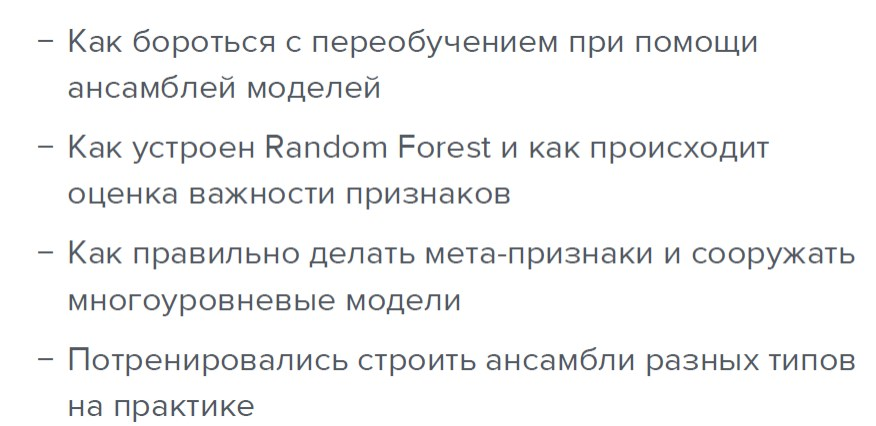 – Как бороться с переобучением при помощи
ансамблей моделей
– Как устроен Random Forest и как происходит
оценка важности признаков
– Как правильно делать мета-признаки и сооружать
многоуровневые модели
– Потренировались строить ансамбли разных типов
на практике